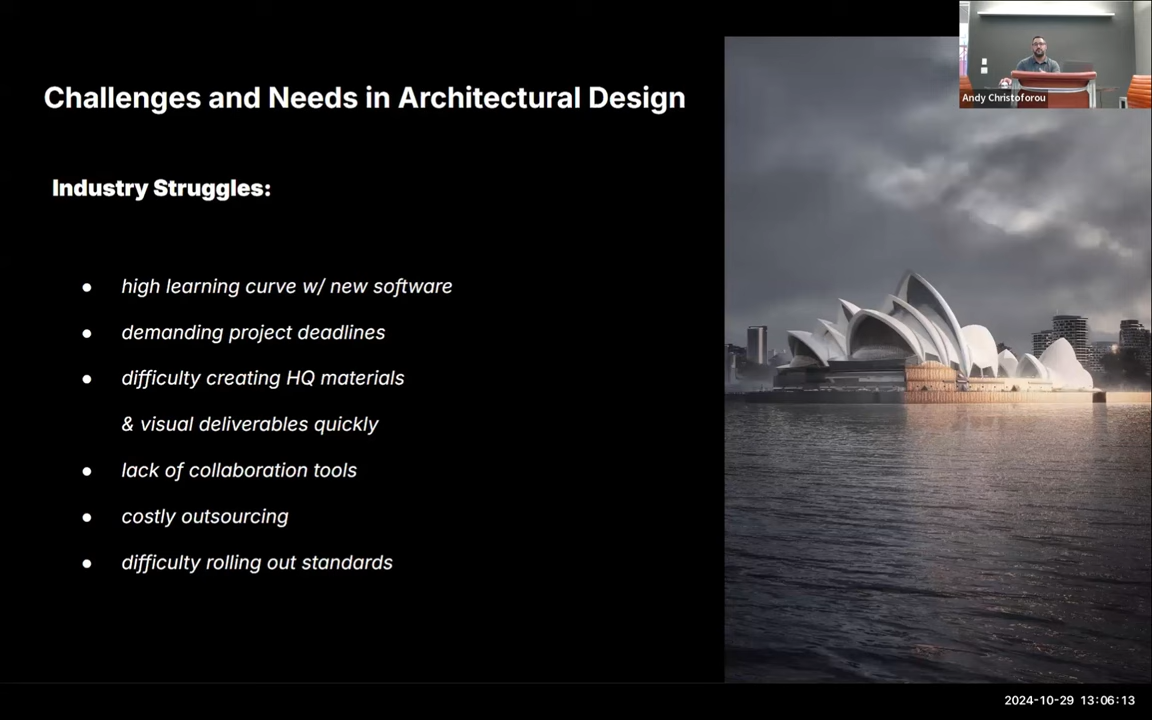 Andy Christoforou
Challenges and Needs in Architectural Design
Industry Struggles:
● high learning curve w/ new software
● demanding project deadlines
● difficulty creating HQ materials
& visual deliverables quickly
● lack of collaboration tools
● costly outsourcing
● difficulty rolling out standards
2024-10-29 13:06:13